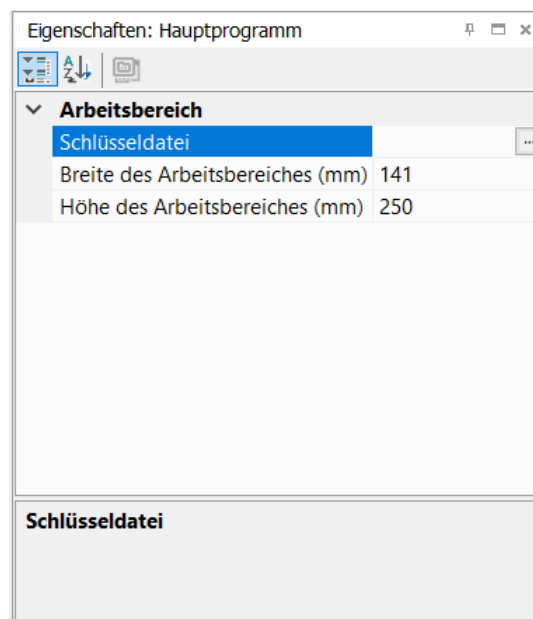 Eigenschaften: Hauptprogramm
Arbeitsbereich
Schlüsseldatei ...
Breite des Arbeitsbereiches (mm) 141
Höhe des Arbeitsbereiches (mm) 250
Schlüsseldatei